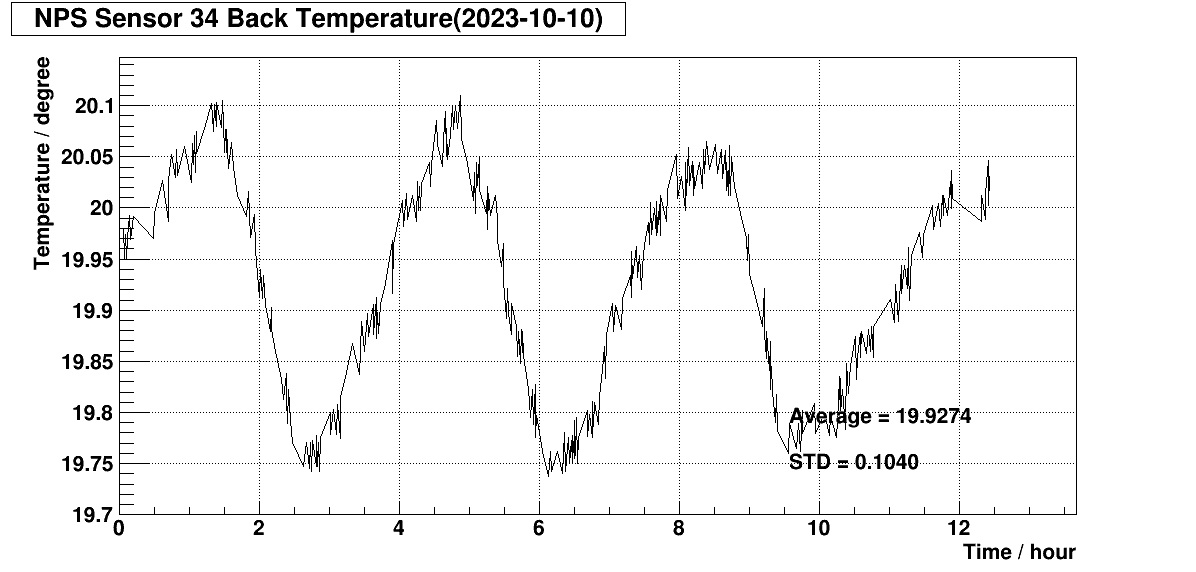 NPS Sensor 34 Back Temperature(2023-10-10)
Temperature / degree
20.1
20.05
20
19.95
19.9
19.85
19.8
19.75
19.7
Average = 19.9274
STD = 0.1040
0 2 4 6 8 10 12
Time / hour